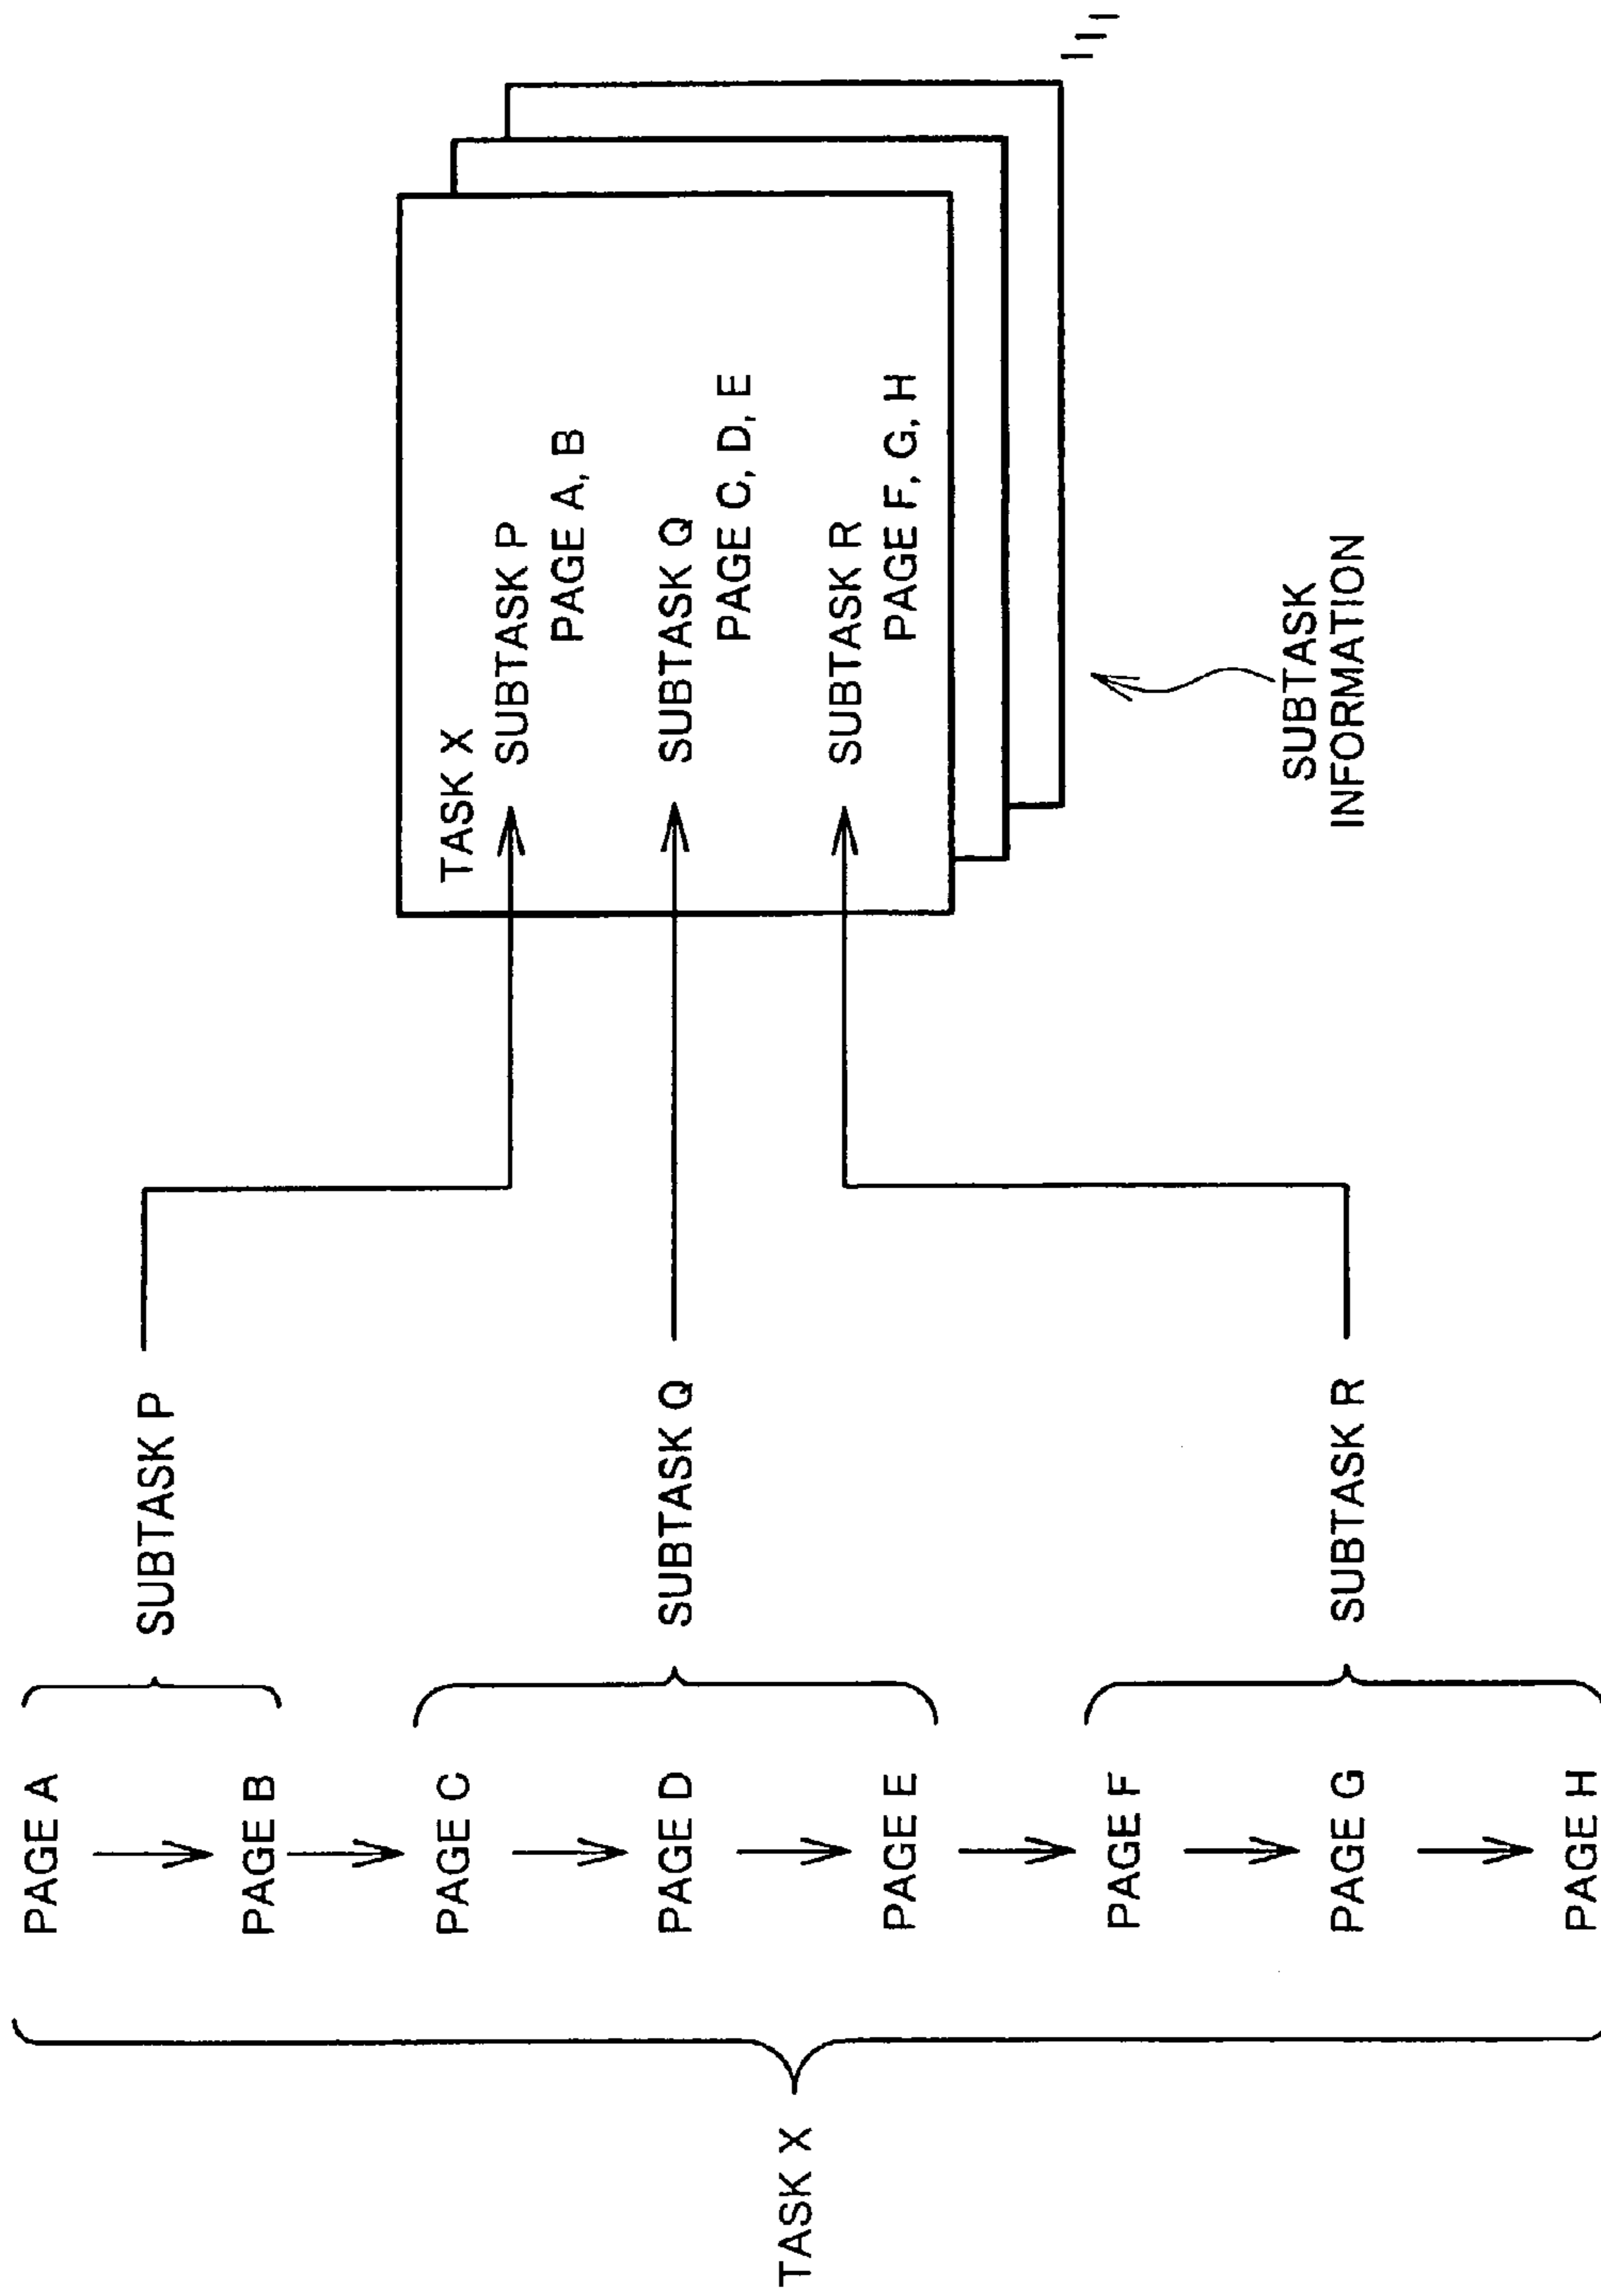 TASK X
PAGE A
PAGE B
PAGE C
PAGE D
PAGE E
PAGE F
PAGE G
PAGE H
SUBTASK P
SUBTASK Q
SUBTASK R
TASK X
SUBTASK P
PAGE A, B
SUBTASK Q
PAGE C, D, E
SUBTASK R
PAGE F, G, H
SUBTASK
INFORMATION